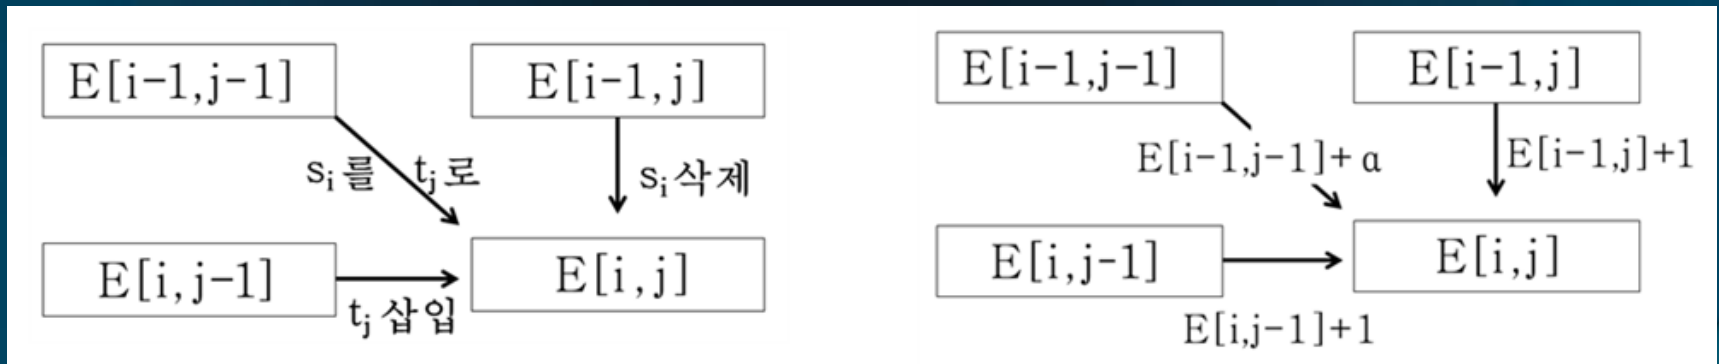 E[i-1,j-1]
E[i-1,j]
sᵢ를 tⱼ로
sᵢ삭제
E[i,j-1]
E[i,j]
tⱼ삽입
E[i-1,j-1]
E[i-1,j]
E[i-1,j-1]+α
E[i-1,j]+1
E[i,j-1]
E[i,j]
E[i,j-1]+1